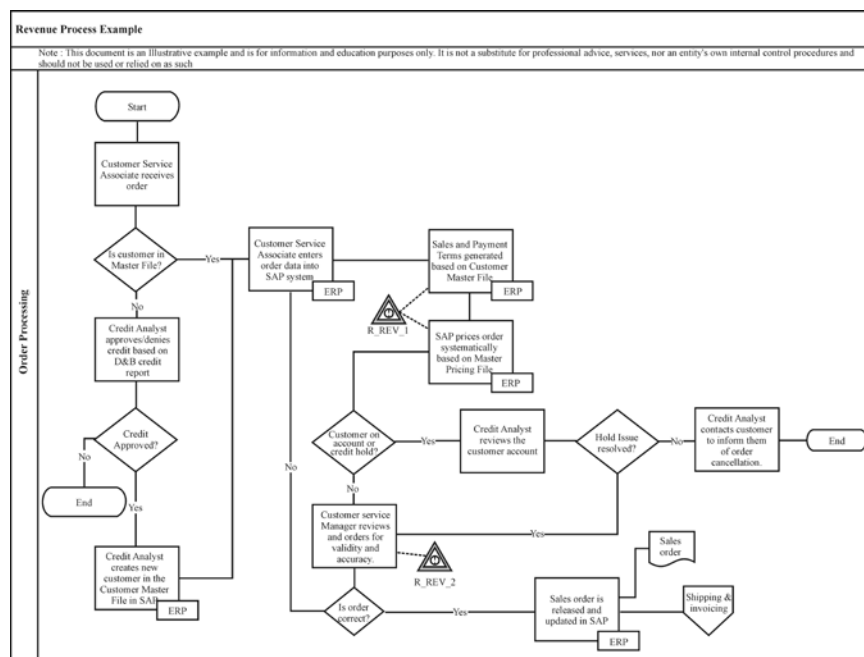 Revenue Process Example
Note : This document is an Illustrative example and is for information and education purposes only. It is not a substitute for professional advice, services, nor an entity's own internal control procedures and
should not be used or relied on as such
Order Processing
Start
Customer Service
Associate receives
order
Is customer in
Master File?
Yes
No
Credit Analyst
approves/denies
credit based on
D&B credit
report
Credit
Approved?
No
End
Yes
Credit Analyst
creates new
customer in the
Customer Master
File in SAP
ERP
Customer Service
Associate enters
order data into
SAP system
ERP
Sales and Payment
Terms generated
based on Customer
Master File
ERP
R_REV_1
SAP prices order
systematically
based on Master
Pricing File
ERP
Customer on
account or
credit hold?
Yes
Credit Analyst
reviews the
customer account
Hold Issue
resolved?
No
Credit Analyst
contacts customer
to inform them
of order
cancellation.
End
No
No
Customer service
Manager reviews
and orders for
validity and
accuracy.
Yes
R_REV_2
Is order
correct?
Yes
Sales order is
released and
updated in SAP
ERP
Sales
order
Shipping &
invoicing